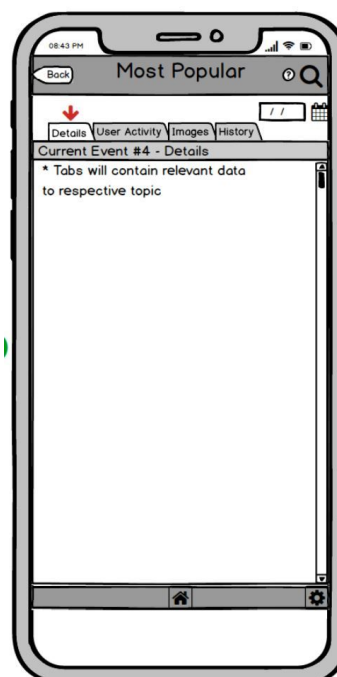 08:43 PM
Back Most Popular ?
/ /
Details User Activity Images History
Current Event #4 - Details
* Tabs will contain relevant data
to respective topic